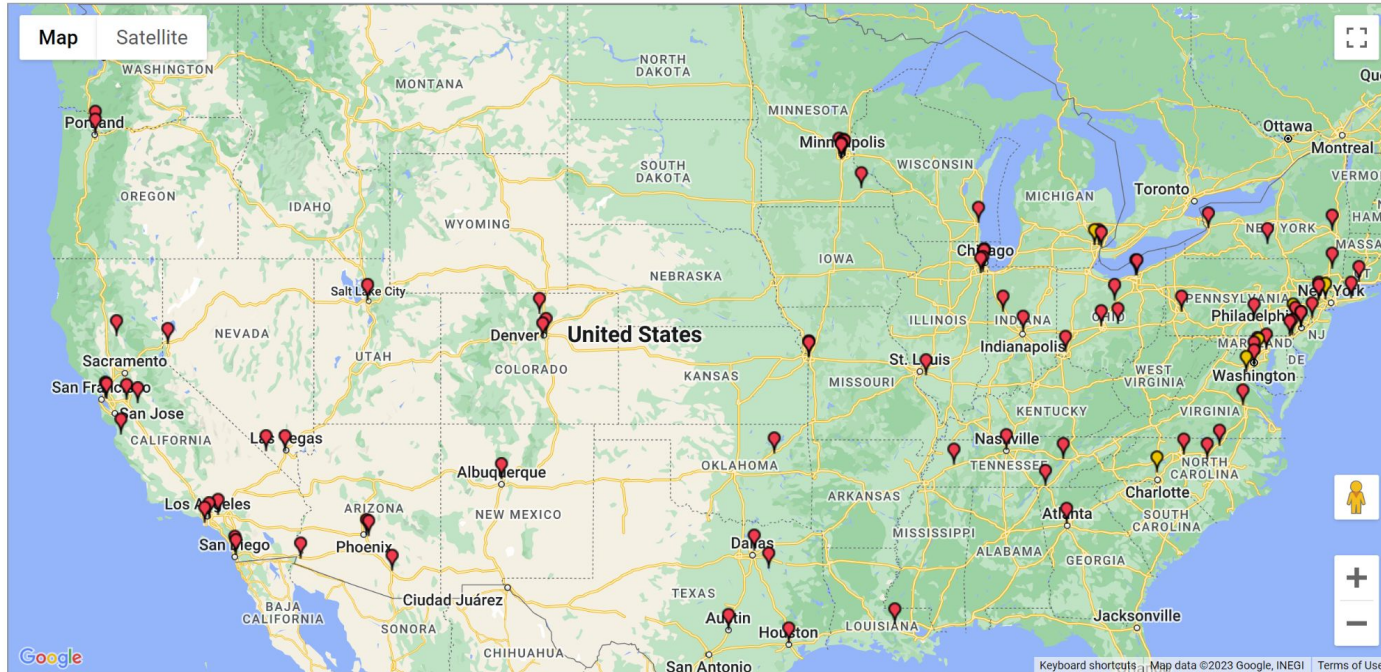 Map
Satellite
WASHINGTON
NORTH
DAKOTA
MONTANA
Que
Portland
MINNESOTA
Ottawa
Minneapolis
Montreal
SOUTH
DAKOTA
WISCONSIN
OREGON
IDAHO
MICHIGAN
Toronto
VERMO
WYOMING
NEW YORK
HAM
MASSA
Chicago
IOWA
NEBRASKA
Salt Lake City
CT
New York
PENNSYLVANIA
OHIO
ILLINOIS
INDIANA
Philadelphia
NEVADA
Denver
United States
NJ
MARYLAND
Indianapolis
UTAH
Sacramento
St. Louis
DE
COLORADO
KANSAS
MISSOURI
WEST
VIRGINIA
Washington
San Francisco
San Jose
KENTUCKY
VIRGINIA
CALIFORNIA
Las Vegas
Nashville
TENNESSEE
OKLAHOMA
Albuquerque
NORTH
CAROLINA
Charlotte
ARKANSAS
Los Angeles
ARIZONA
NEW MEXICO
Atlanta
SOUTH
CAROLINA
MISSISSIPPI
Phoenix
San Diego
Dallas
ALABAMA
GEORGIA
TEXAS
Ciudad Juárez
BAJA
CALIFORNIA
SONORA
Austin
LOUISIANA
Jacksonville
Houston
CHIHUAHUA
San Antonio
Google
Keyboard shortcuts
Map data ©2023 Google, INEGI
Terms of Us